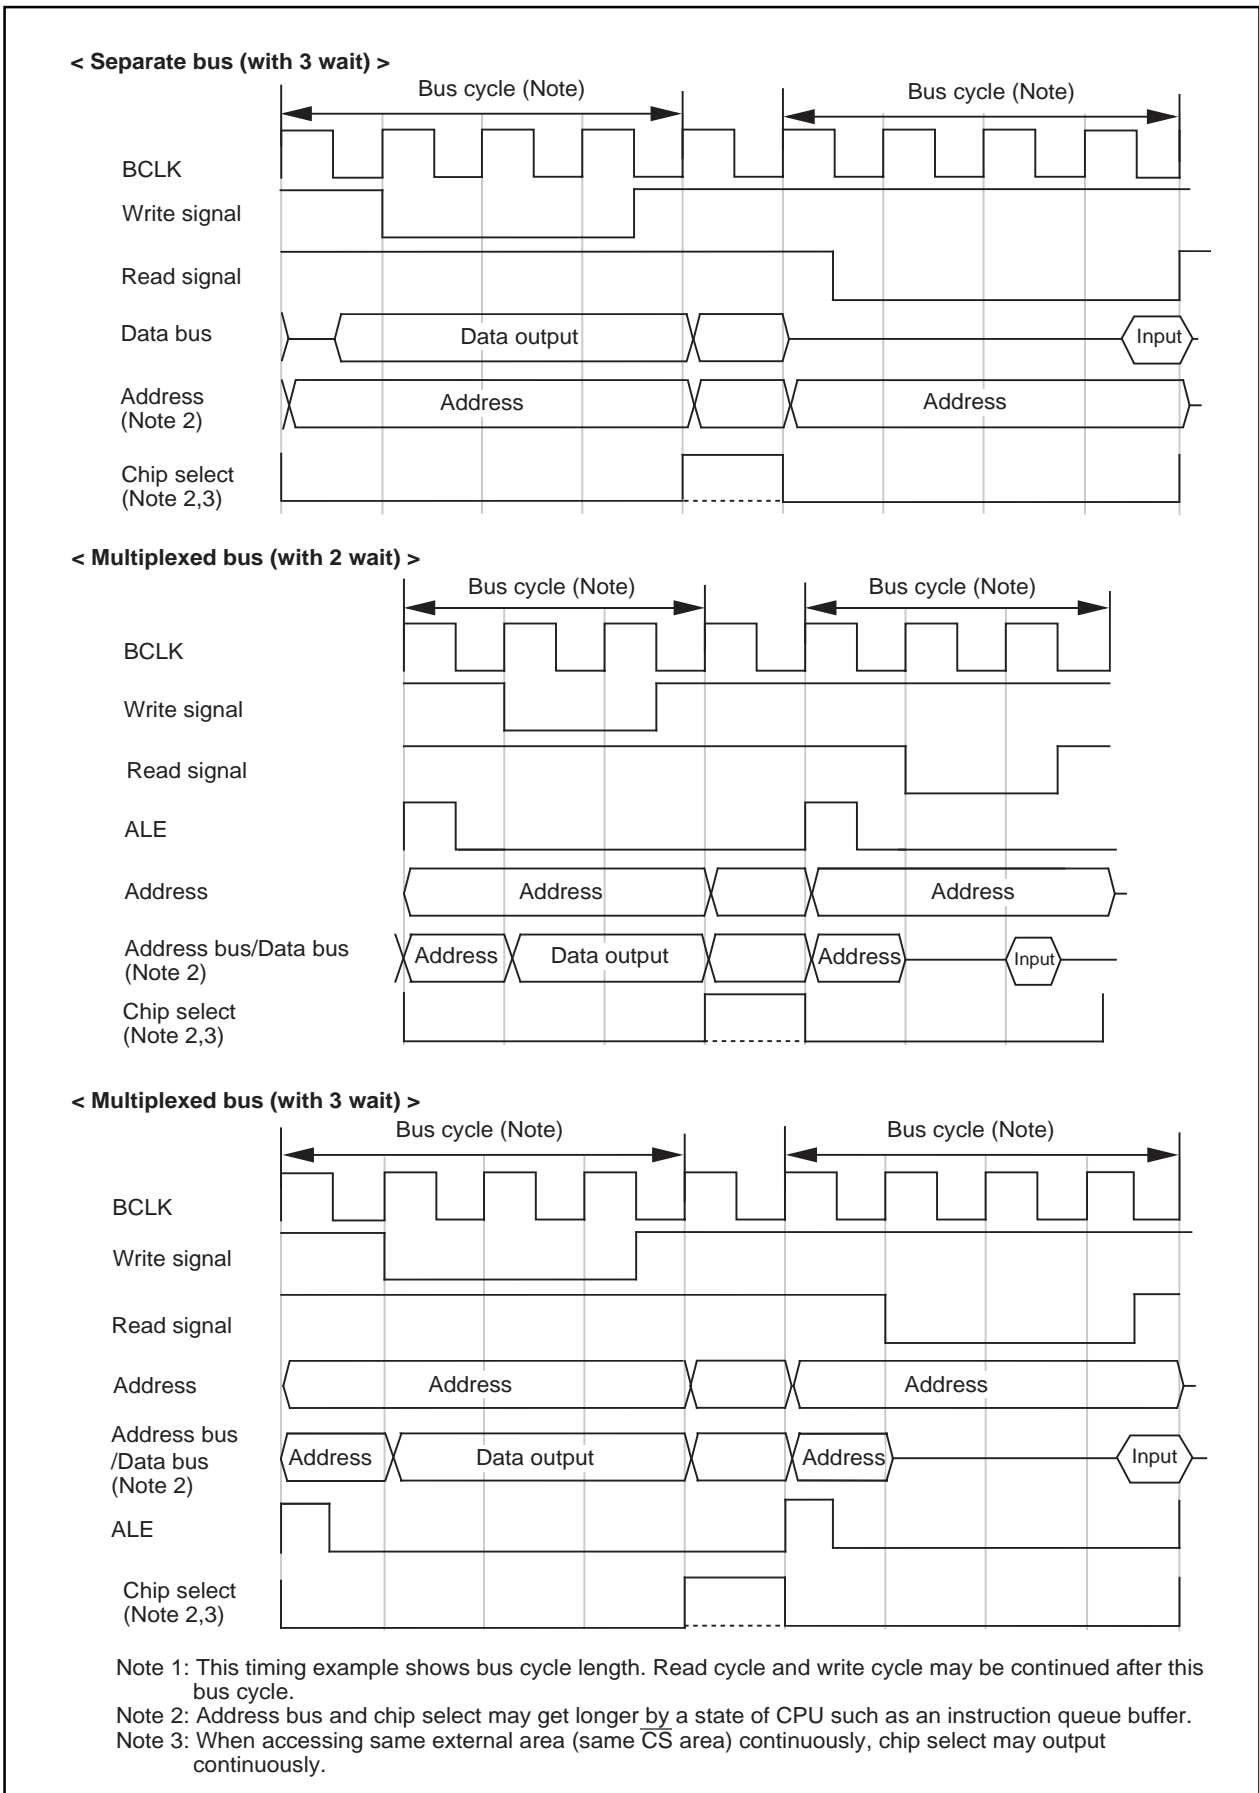 < Separate bus (with 3 wait) >
Bus cycle (Note)
Bus cycle (Note)
BCLK
Write signal
Read signal
Data bus
Data output
Input
Address
(Note 2)
Address
Address
Chip select
(Note 2,3)
< Multiplexed bus (with 2 wait) >
Bus cycle (Note)
Bus cycle (Note)
BCLK
Write signal
Read signal
ALE
Address
Address
Address
Address bus/Data bus
(Note 2)
Address
Data output
Address
Input
Chip select
(Note 2,3)
< Multiplexed bus (with 3 wait) >
Bus cycle (Note)
Bus cycle (Note)
BCLK
Write signal
Read signal
Address
Address
Address
Address bus
/Data bus
(Note 2)
Address
Data output
Address
Input
ALE
Chip select
(Note 2,3)
Note 1: This timing example shows bus cycle length. Read cycle and write cycle may be continued after this
bus cycle.
Note 2: Address bus and chip select may get longer by a state of CPU such as an instruction queue buffer.
Note 3: When accessing same external area (same C̅S̅ area) continuously, chip select may output
continuously.